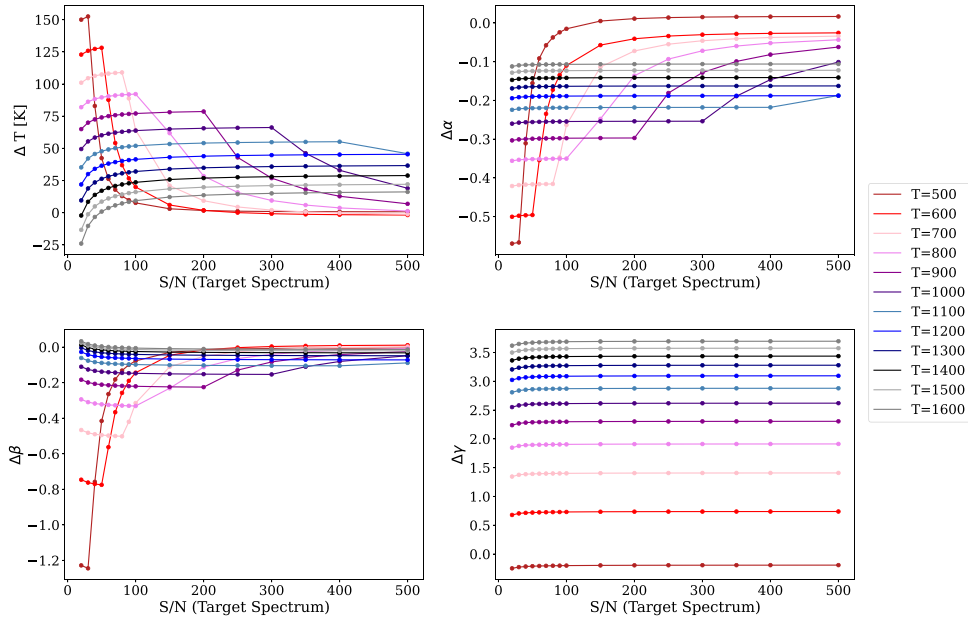 150
125
100
75
50
25
0
−25
Δ T [K]
0 100 200 300 400 500
S/N (Target Spectrum)
0.0
−0.1
−0.2
−0.3
−0.4
−0.5
Δα
0 100 200 300 400 500
S/N (Target Spectrum)
0.0
−0.2
−0.4
−0.6
−0.8
−1.0
−1.2
Δβ
0 100 200 300 400 500
S/N (Target Spectrum)
3.5
3.0
2.5
2.0
1.5
1.0
0.5
0.0
Δγ
0 100 200 300 400 500
S/N (Target Spectrum)
T=500
T=600
T=700
T=800
T=900
T=1000
T=1100
T=1200
T=1300
T=1400
T=1500
T=1600